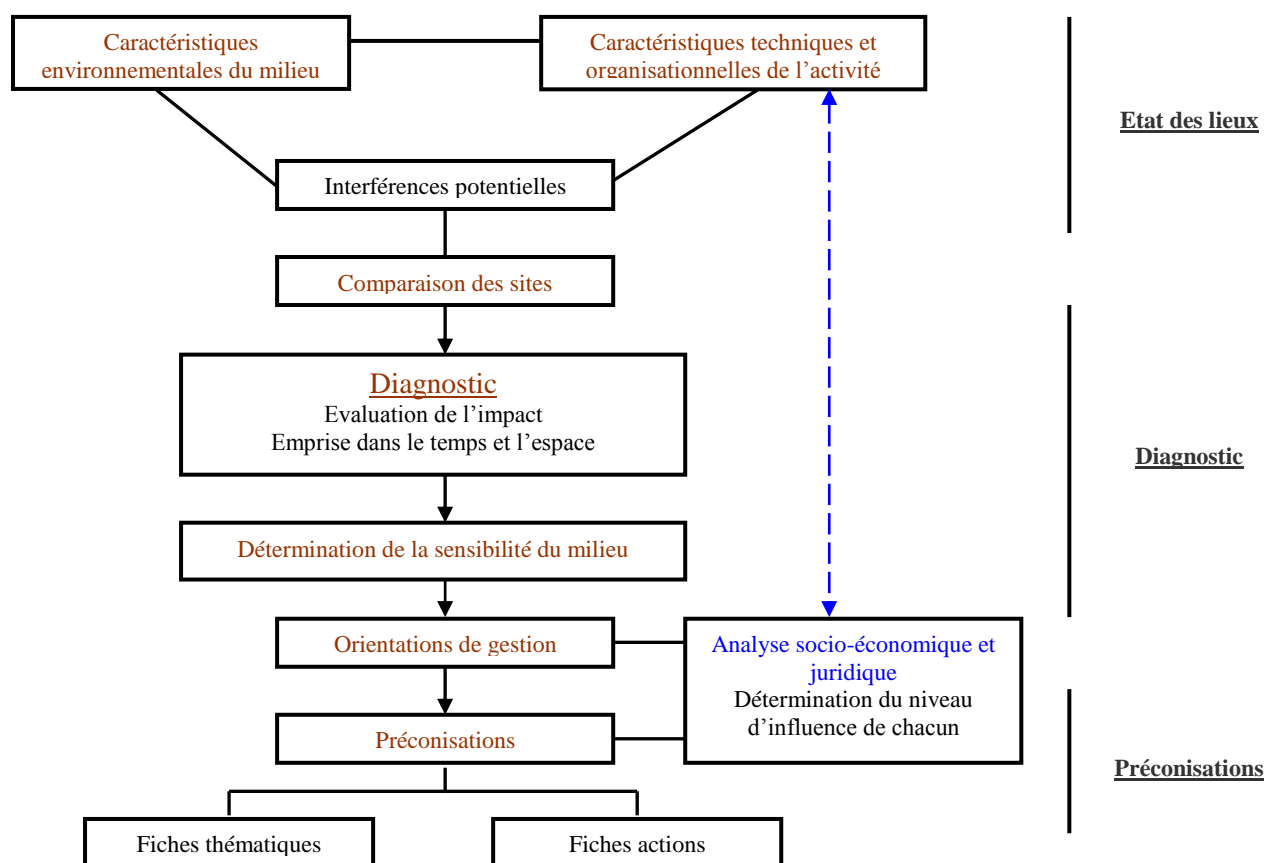 Caractéristiques
environnementales du milieu
Caractéristiques techniques et
organisationnelles de l’activité
Etat des lieux
Interférences potentielles
Comparaison des sites
Diagnostic
Evaluation de l’impact
Emprise dans le temps et l’espace
Diagnostic
Détermination de la sensibilité du milieu
Orientations de gestion
Analyse socio-économique et
juridique
Détermination du niveau
d’influence de chacun
Préconisations
Préconisations
Fiches thématiques
Fiches actions